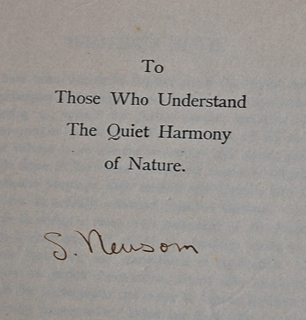 To
Those Who Understand
The Quiet Harmony
of Nature.
S. Newsom